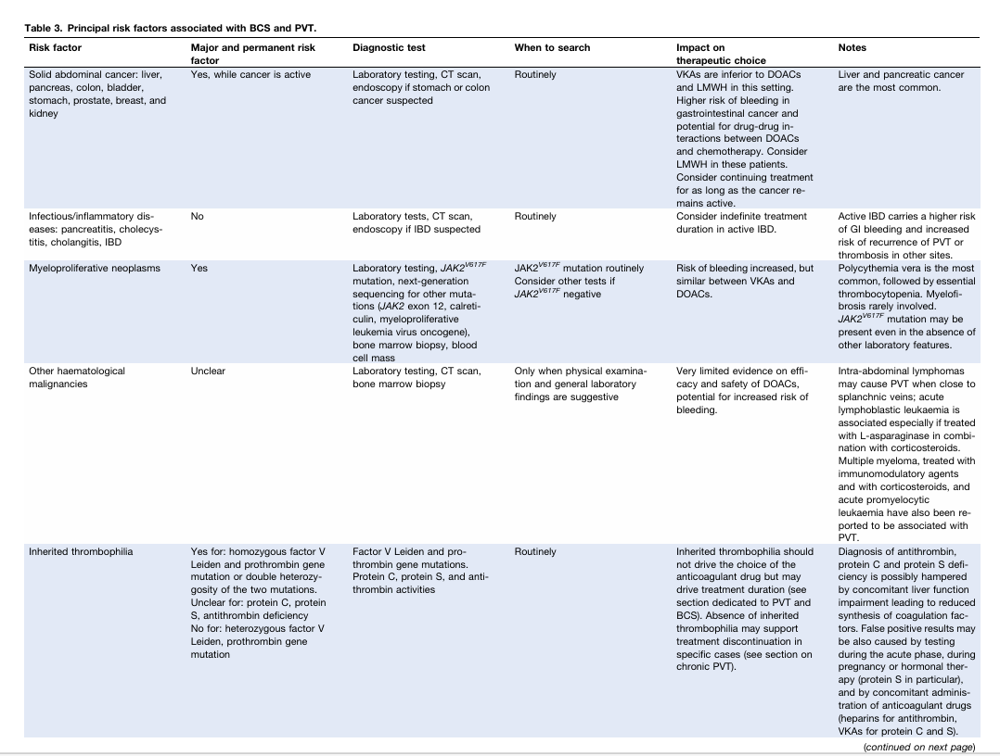 Table 3. Principal risk factors associated with BCS and PVT.
Risk factor
Major and permanent risk
factor
Diagnostic test
When to search
Impact on
therapeutic choice
Notes
Solid abdominal cancer: liver,
pancreas, colon, bladder,
stomach, prostate, breast, and
kidney
Yes, while cancer is active
Laboratory testing, CT scan,
endoscopy if stomach or colon
cancer suspected
Routinely
VKAs are inferior to DOACs
and LMWH in this setting.
Higher risk of bleeding in
gastrointestinal cancer and
potential for drug-drug in-
teractions between DOACs
and chemotherapy. Consider
LMWH in these patients.
Consider continuing treatment
for as long as the cancer re-
mains active.
Liver and pancreatic cancer
are the most common.
Infectious/inflammatory dis-
eases: pancreatitis, cholecys-
titis, cholangitis, IBD
No
Laboratory tests, CT scan,
endoscopy if IBD suspected
Routinely
Consider indefinite treatment
duration in active IBD.
Active IBD carries a higher risk
of GI bleeding and increased
risk of recurrence of PVT or
thrombosis in other sites.
Myeloproliferative neoplasms
Yes
Laboratory testing, JAK2V617F
mutation, next-generation
sequencing for other muta-
tions (JAK2 exon 12, calreti-
culin, myeloproliferative
leukemia virus oncogene),
bone marrow biopsy, blood
cell mass
JAK2V617F mutation routinely
Consider other tests if
JAK2V617F negative
Risk of bleeding increased, but
similar between VKAs and
DOACs.
Polycythemia vera is the most
common, followed by essential
thrombocytopenia. Myelofi-
brosis rarely involved.
JAK2V617F mutation may be
present even in the absence of
other laboratory features.
Other haematological
malignancies
Unclear
Laboratory testing, CT scan,
bone marrow biopsy
Only when physical examina-
tion and general laboratory
findings are suggestive
Very limited evidence on effi-
cacy and safety of DOACs,
potential for increased risk of
bleeding.
Intra-abdominal lymphomas
may cause PVT when close to
splanchnic veins; acute
lymphoblastic leukaemia is
associated especially if treated
with L-asparaginase in combi-
nation with corticosteroids.
Multiple myeloma, treated with
immunomodulatory agents
and with corticosteroids, and
acute promyelocytic
leukaemia have also been re-
ported to be associated with
PVT.
Inherited thrombophilia
Yes for: homozygous factor V
Leiden and prothrombin gene
mutation or double heterozy-
gosity of the two mutations.
Unclear for: protein C, protein
S, antithrombin deficiency
No for: heterozygous factor V
Leiden, prothrombin gene
mutation
Factor V Leiden and pro-
thrombin gene mutations.
Protein C, protein S, and anti-
thrombin activities
Routinely
Inherited thrombophilia should
not drive the choice of the
anticoagulant drug but may
drive treatment duration (see
section dedicated to PVT and
BCS). Absence of inherited
thrombophilia may support
treatment discontinuation in
specific cases (see section on
chronic PVT).
Diagnosis of antithrombin,
protein C and protein S defi-
ciency is possibly hampered
by concomitant liver function
impairment leading to reduced
synthesis of coagulation fac-
tors. False positive results may
be also caused by testing
during the acute phase, during
pregnancy or hormonal ther-
apy (protein S in particular),
and by concomitant adminis-
tration of anticoagulant drugs
(heparins for antithrombin,
VKAs for protein C and S).
(continued on next page)